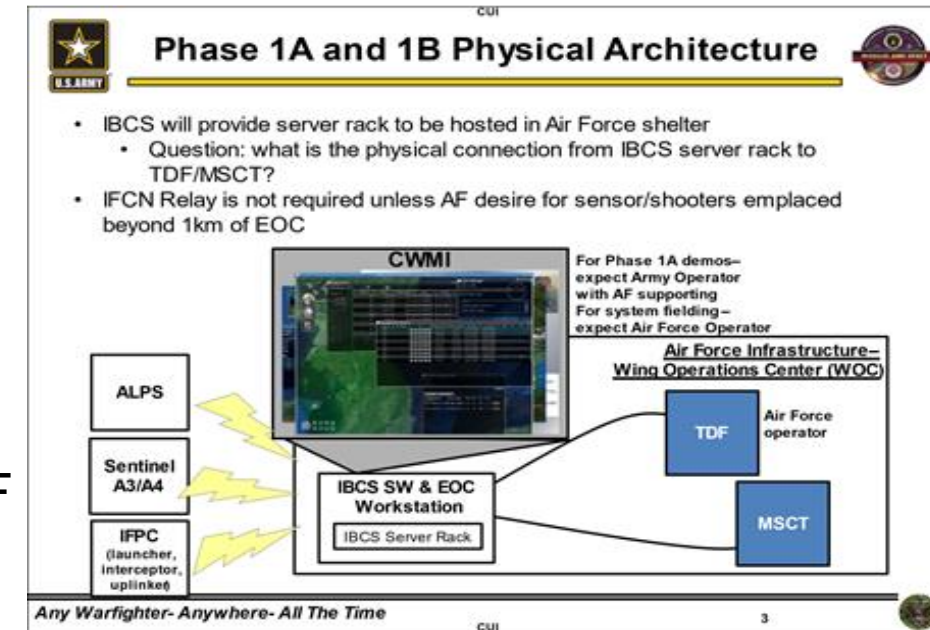 CUI
Phase 1A and 1B Physical Architecture
U.S.ARMY
• IBCS will provide server rack to be hosted in Air Force shelter
• Question: what is the physical connection from IBCS server rack to
TDF/MSCT?
• IFCN Relay is not required unless AF desire for sensor/shooters emplaced
beyond 1km of EOC
CWMI
For Phase 1A demos–
expect Army Operator
with AF supporting
For system fielding–
expect Air Force Operator
Air Force Infrastructure–
Wing Operations Center (WOC)
ALPS
TDF
Air Force
operator
Sentinel
A3/A4
IBCS SW & EOC
Workstation
IBCS Server Rack
MSCT
IFPC
(launcher,
interceptor,
uplinker)
Any Warfighter- Anywhere- All The Time
3
CUI